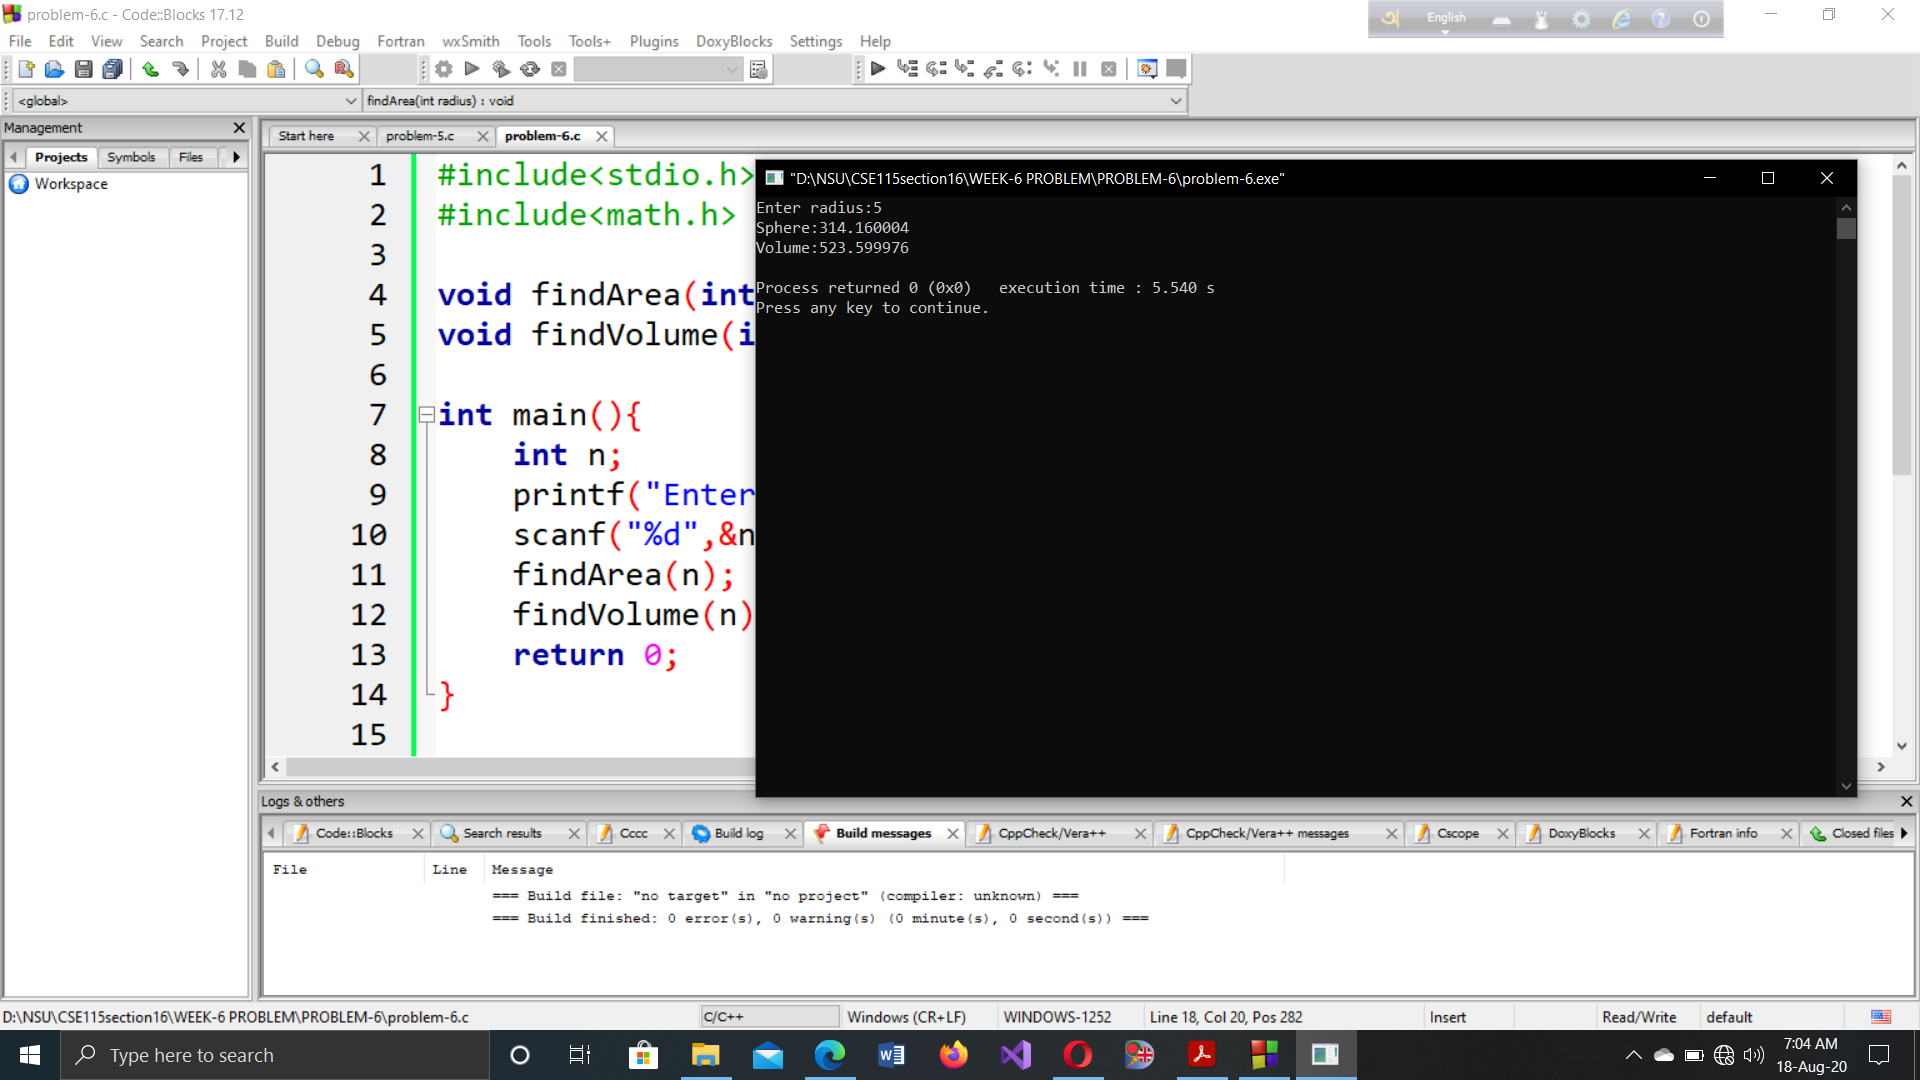 problem-6.c - Code::Blocks 17.12
English
File Edit View Search Project Build Debug Fortran wxSmith Tools Tools+ Plugins DoxyBlocks Settings Help
<global>
findArea(int radius) : void
Management
Start here problem-5.c problem-6.c
Projects Symbols Files
Workspace
1 #include<stdio.h>
2 #include<math.h>
3
4 void findArea(int
5 void findVolume(i
6
7 int main(){
8 int n;
9 printf("Enter
10 scanf("%d",&n
11 findArea(n);
12 findVolume(n)
13 return 0;
14 }
15
"D:\NSU\CSE115section16\WEEK-6 PROBLEM\PROBLEM-6\problem-6.exe"
Enter radius:5
Sphere:314.160004
Volume:523.599976
Process returned 0 (0x0) execution time : 5.540 s
Press any key to continue.
Logs & others
Code::Blocks Search results Cccc Build log Build messages CppCheck/Vera++ CppCheck/Vera++ messages Cscope DoxyBlocks Fortran info Closed files
File Line Message
=== Build file: "no target" in "no project" (compiler: unknown) ===
=== Build finished: 0 error(s), 0 warning(s) (0 minute(s), 0 second(s)) ===
D:\NSU\CSE115section16\WEEK-6 PROBLEM\PROBLEM-6\problem-6.c C/C++ Windows (CR+LF) WINDOWS-1252 Line 18, Col 20, Pos 282 Insert Read/Write default
Type here to search
7:04 AM
18-Aug-20